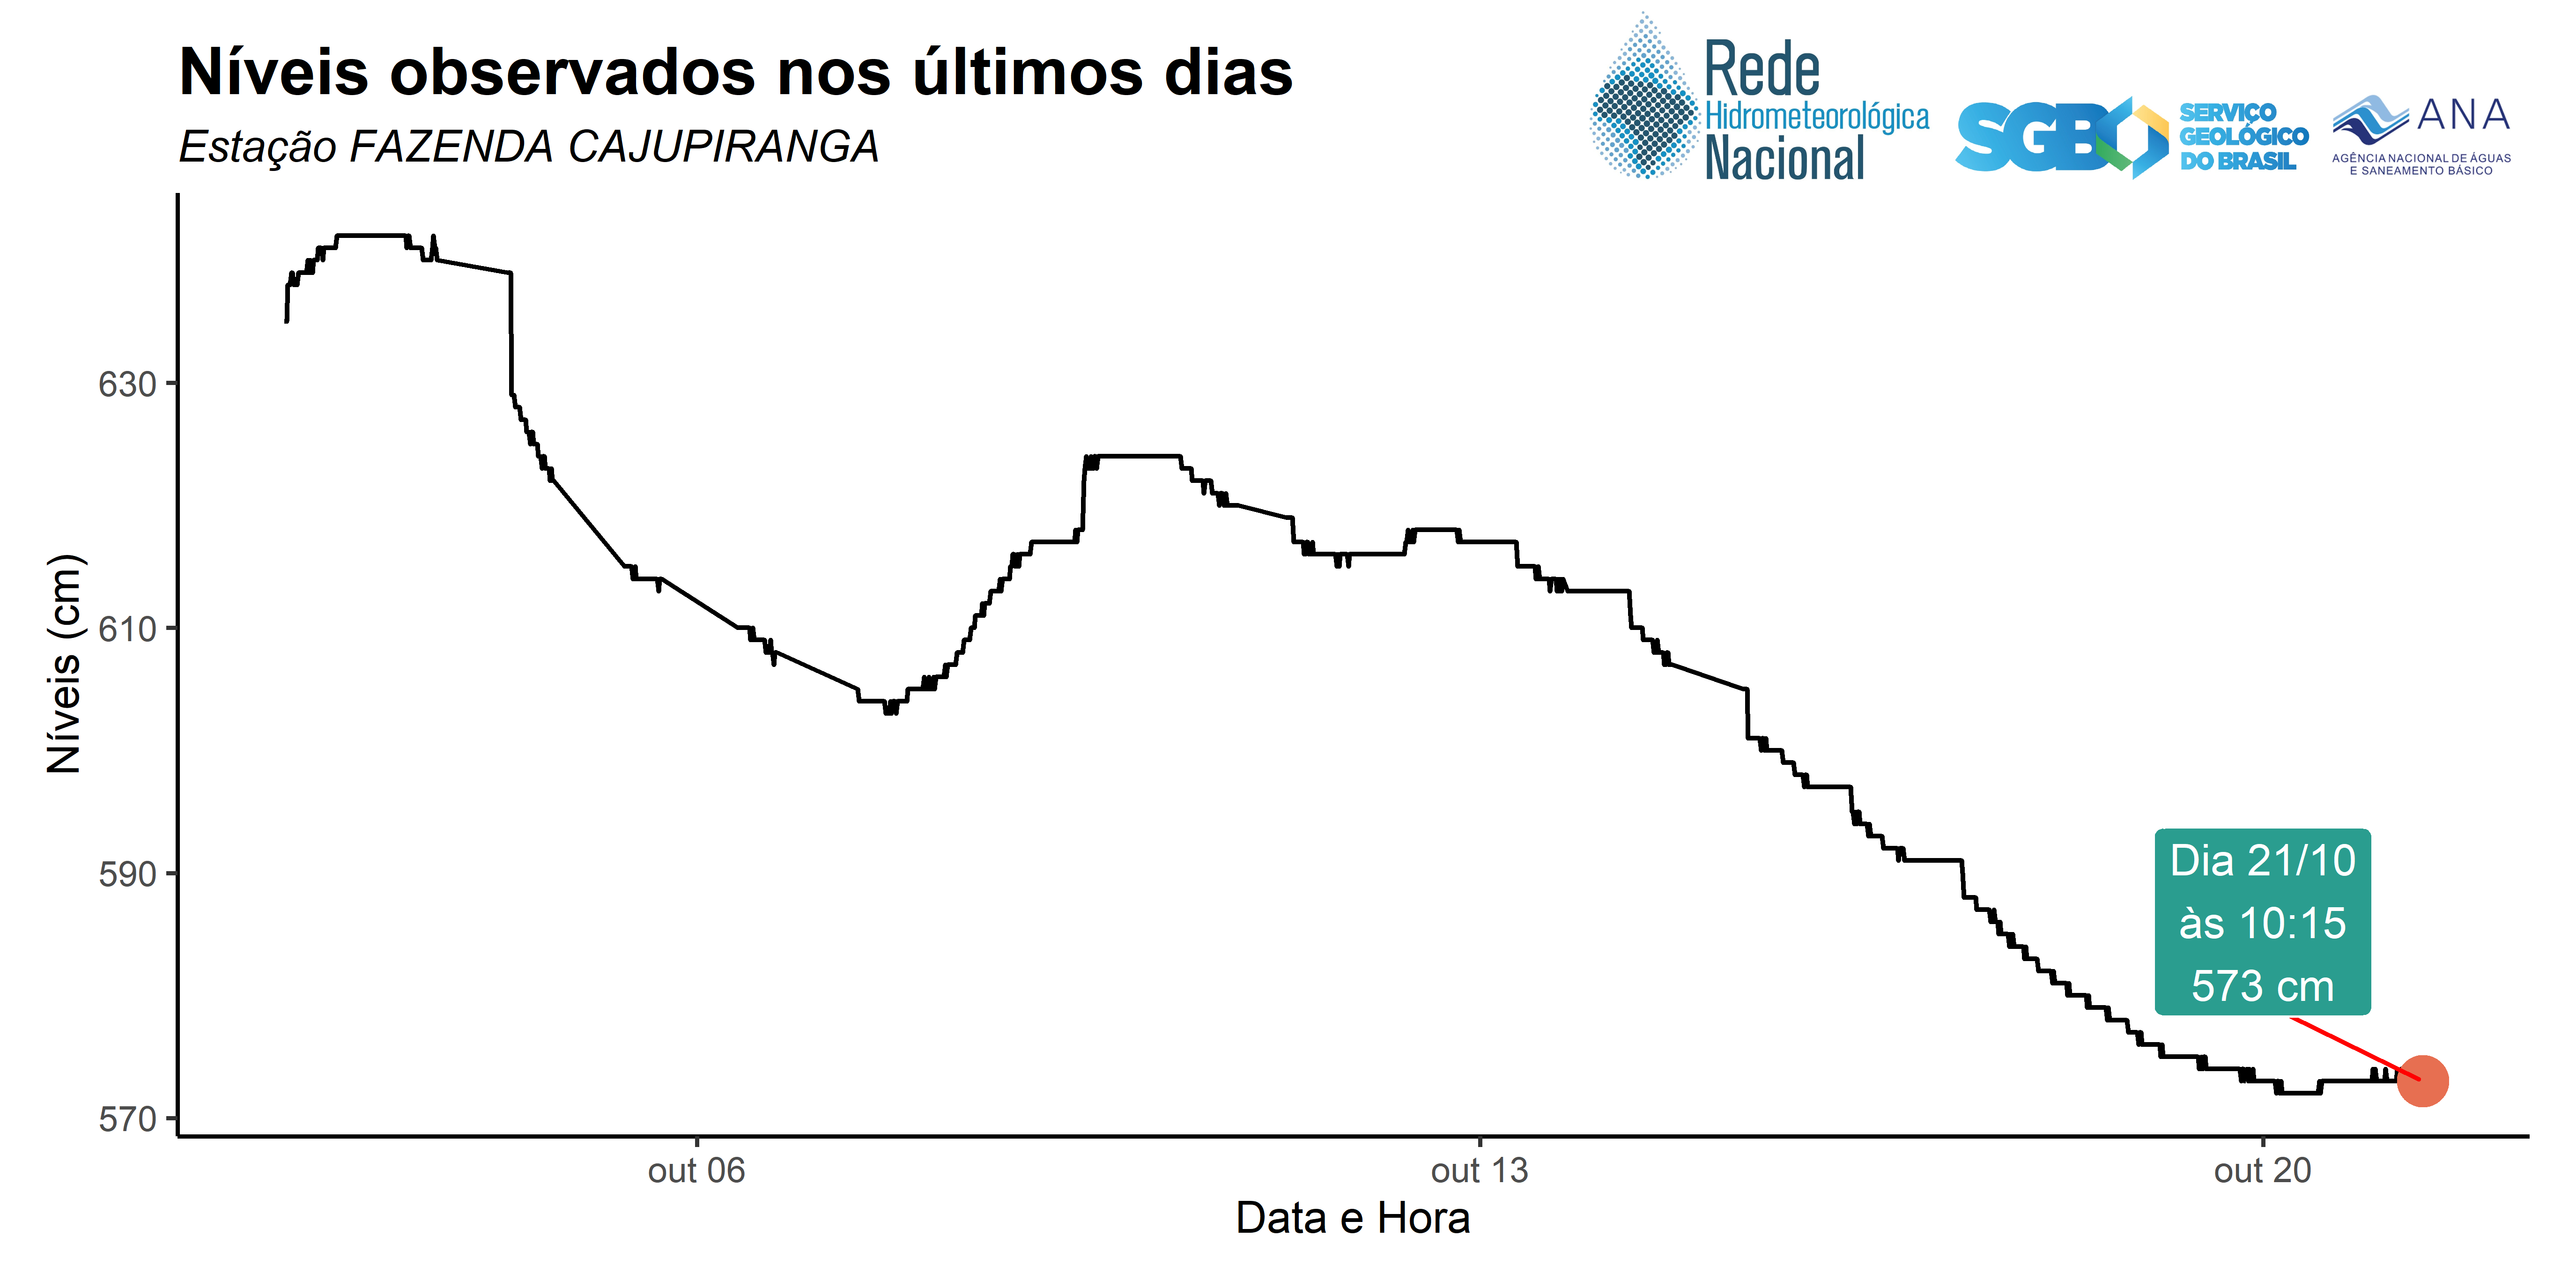 Níveis observados nos últimos dias
Estação FAZENDA CAJUPIRANGA
Rede
Hidrometeorológica
Nacional
SGB
SERVIÇO
GEOLÓGICO
DO BRASIL
ANA
AGÊNCIA NACIONAL DE ÁGUAS
E SANEAMENTO BÁSICO
Níveis (cm)
630
610
590
570
Dia 21/10
às 10:15
573 cm
out 06
out 13
out 20
Data e Hora